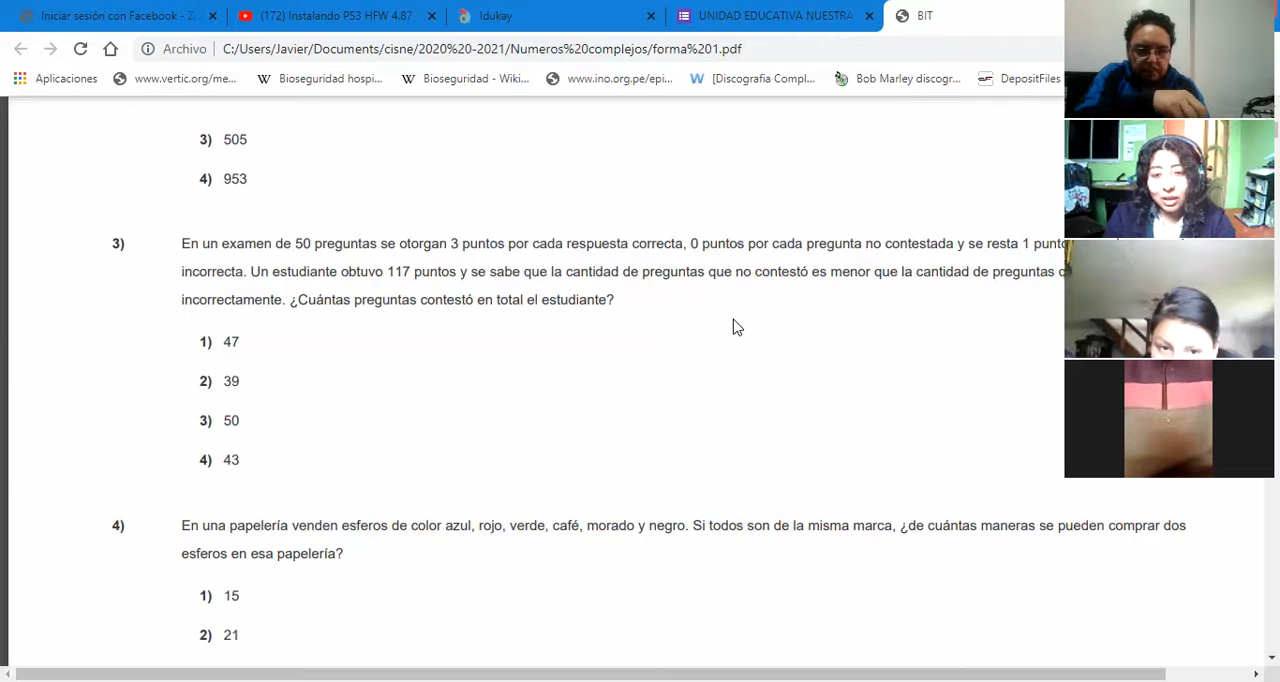 Iniciar sesión con Facebook - Z
(172) Instalando PS3 HFW 4.87
Idukay
UNIDAD EDUCATIVA NUESTRA
BIT
Archivo
C:/Users/Javier/Documents/cisne/2020%20-2021/Numeros%20complejos/forma%201.pdf
Aplicaciones
www.vertic.org/me...
Bioseguridad hospi...
Bioseguridad - Wiki...
www.ino.org.pe/epi...
[Discografia Compl...
Bob Marley discogr...
DepositFiles
3) 505
4) 953
3) En un examen de 50 preguntas se otorgan 3 puntos por cada respuesta correcta, 0 puntos por cada pregunta no contestada y se resta 1 punto
incorrecta. Un estudiante obtuvo 117 puntos y se sabe que la cantidad de preguntas que no contestó es menor que la cantidad de preguntas
incorrectamente. ¿Cuántas preguntas contestó en total el estudiante?
1) 47
2) 39
3) 50
4) 43
4) En una papelería venden esferos de color azul, rojo, verde, café, morado y negro. Si todos son de la misma marca, ¿de cuántas maneras se pueden comprar dos
esferos en esa papelería?
1) 15
2) 21